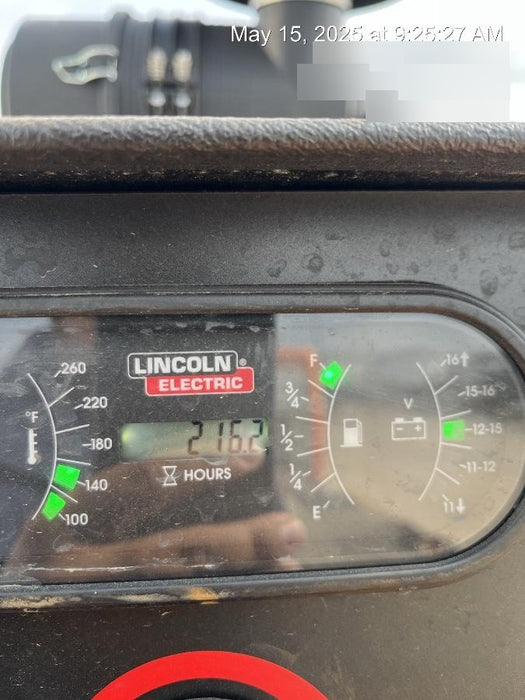 May 15, 2025 at 9:25:27 AM
LINCOLN®
ELECTRIC
216.2
HOURS
°F
260
220
180
140
100
F
3/4
1/2
1/4
E
V
16↑
15-16
12-15
11-12
11↓